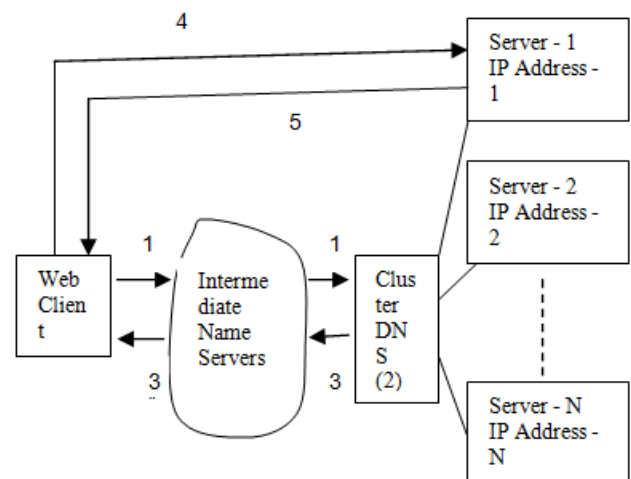 4
Server - 1
IP Address -
1
5
Server - 2
IP Address -
2
1
1
Web
Clien
t
Interme
diate
Name
Servers
Clus
ter
DN
S
(2)
3
3
Server - N
IP Address -
N